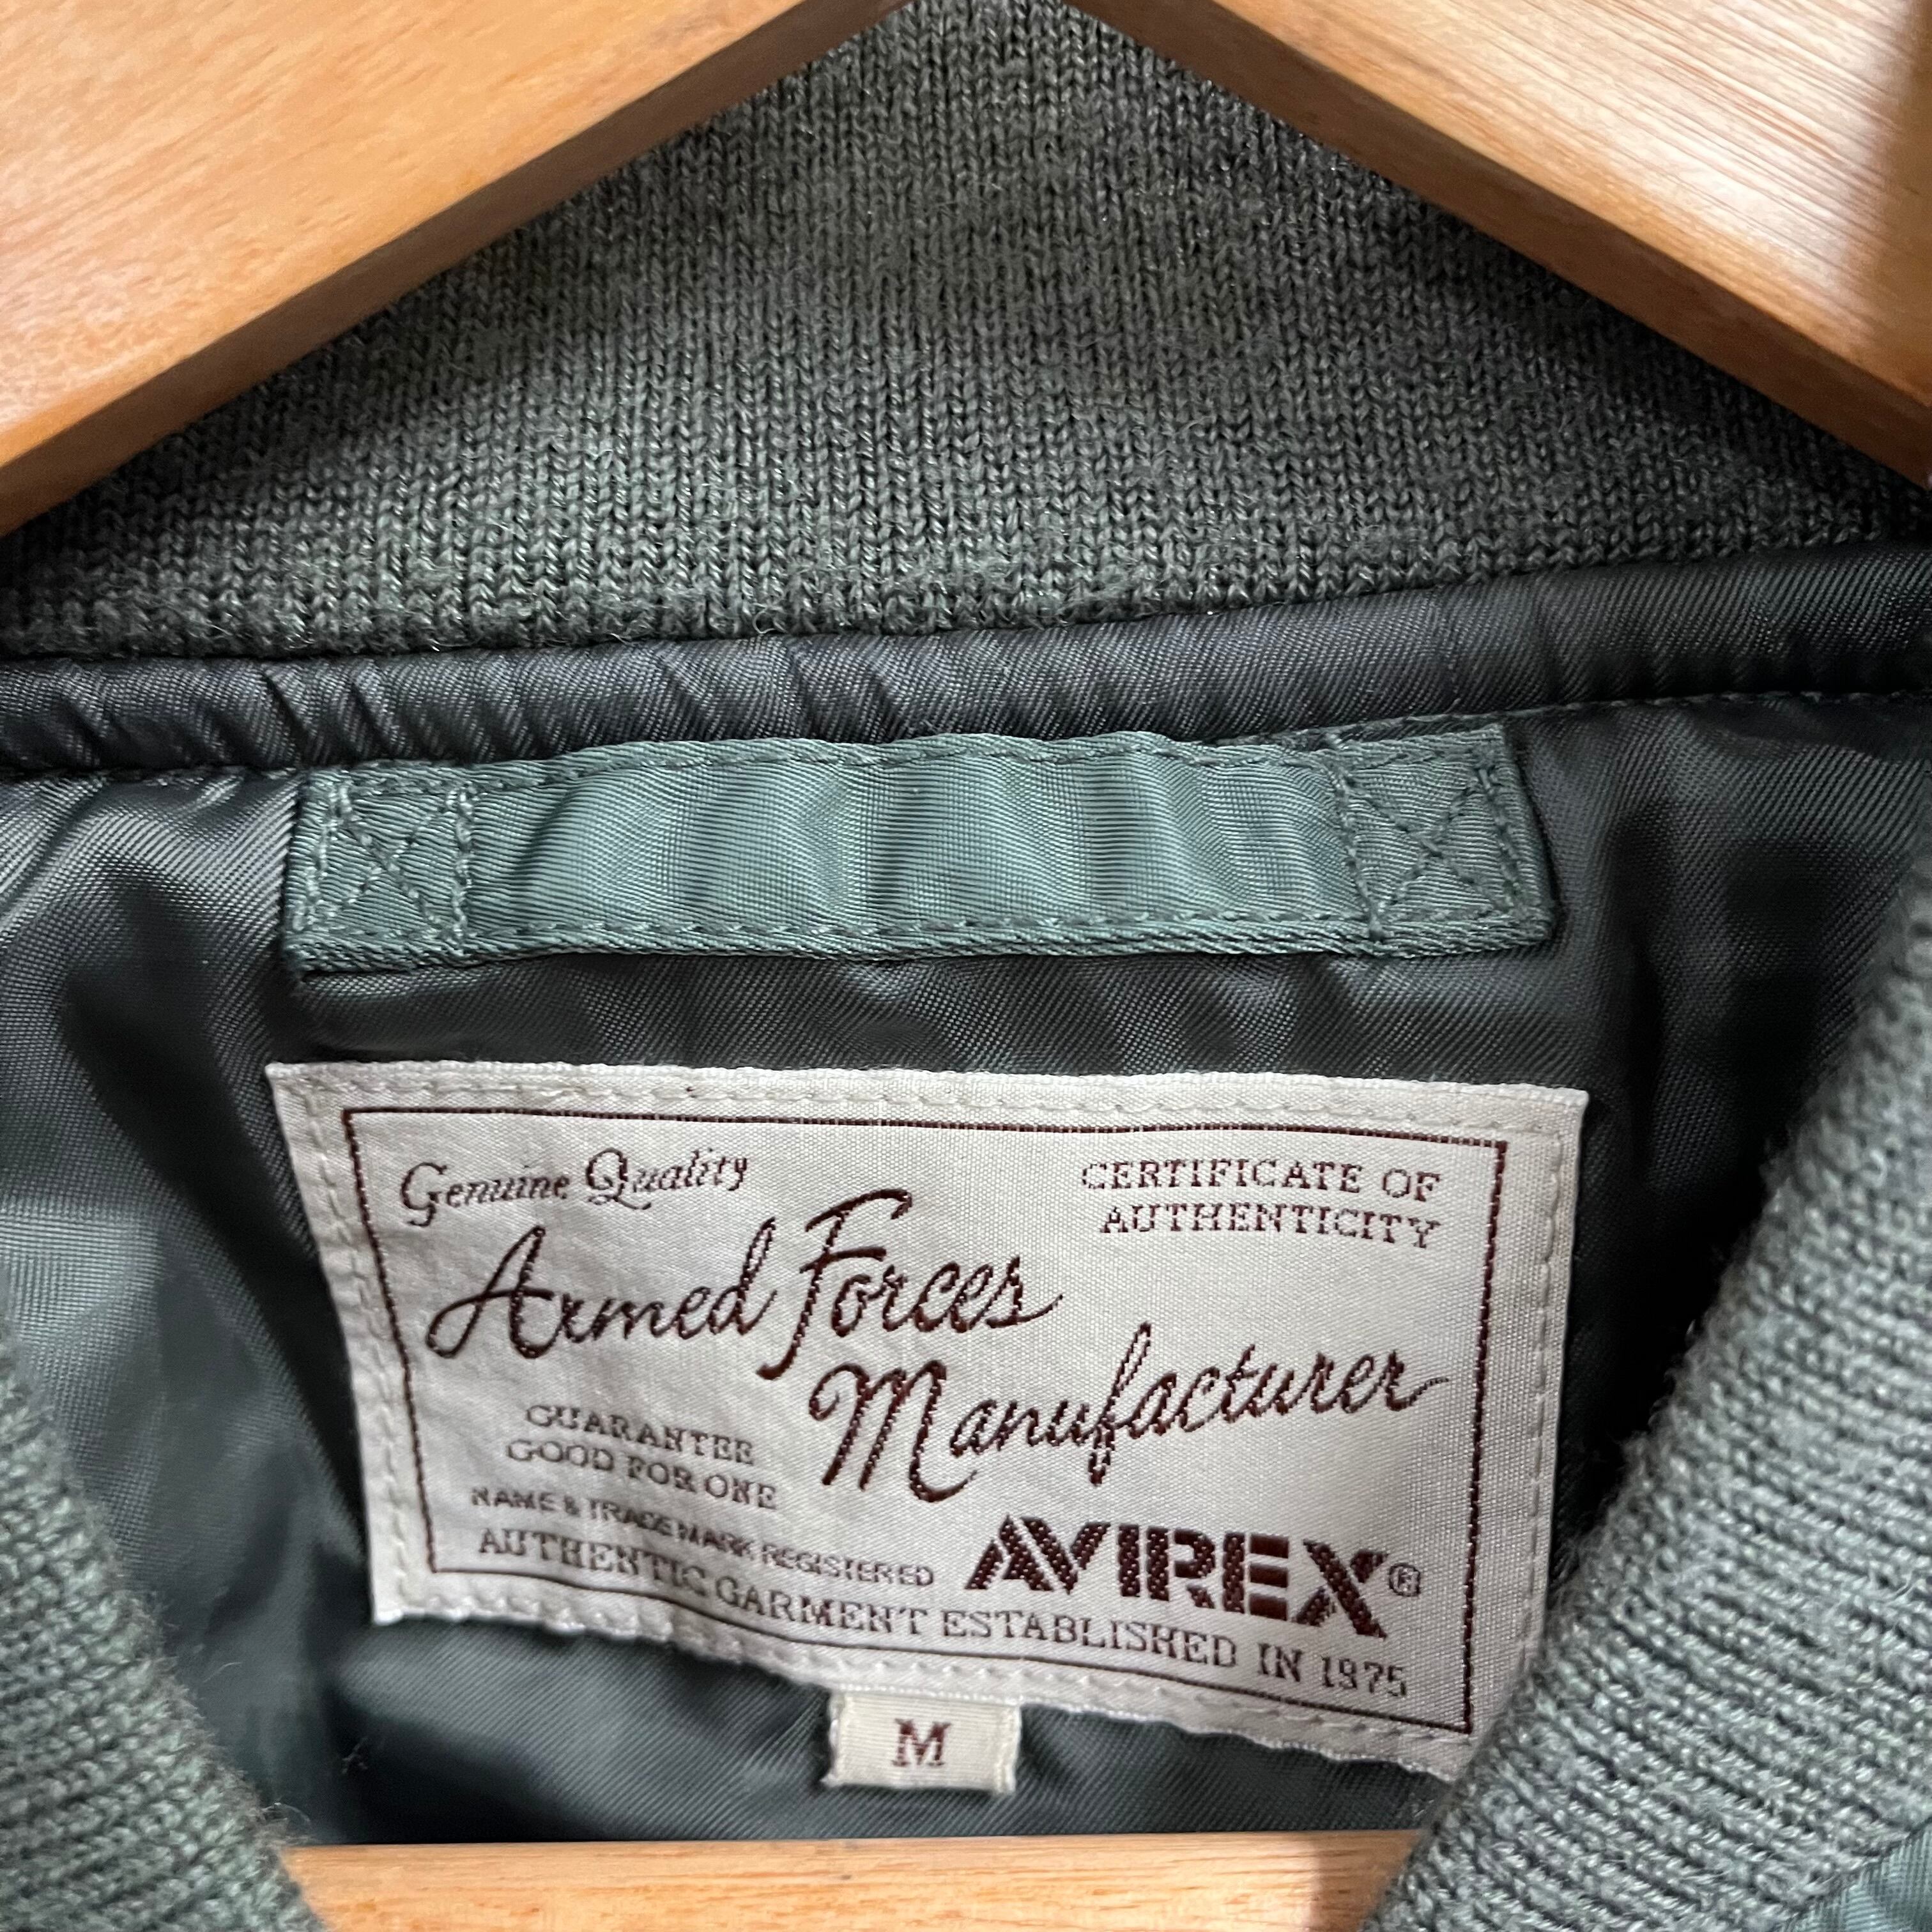 Genuine Quality
CERTIFICATE OF
AUTHENTICITY
Armed Forces
Manufacturer
GUARANTEE
GOOD FOR ONE
NAME & TRADE MARK REGISTERED
AVIREX®
AUTHENTIC GARMENT ESTABLISHED IN 1975
M